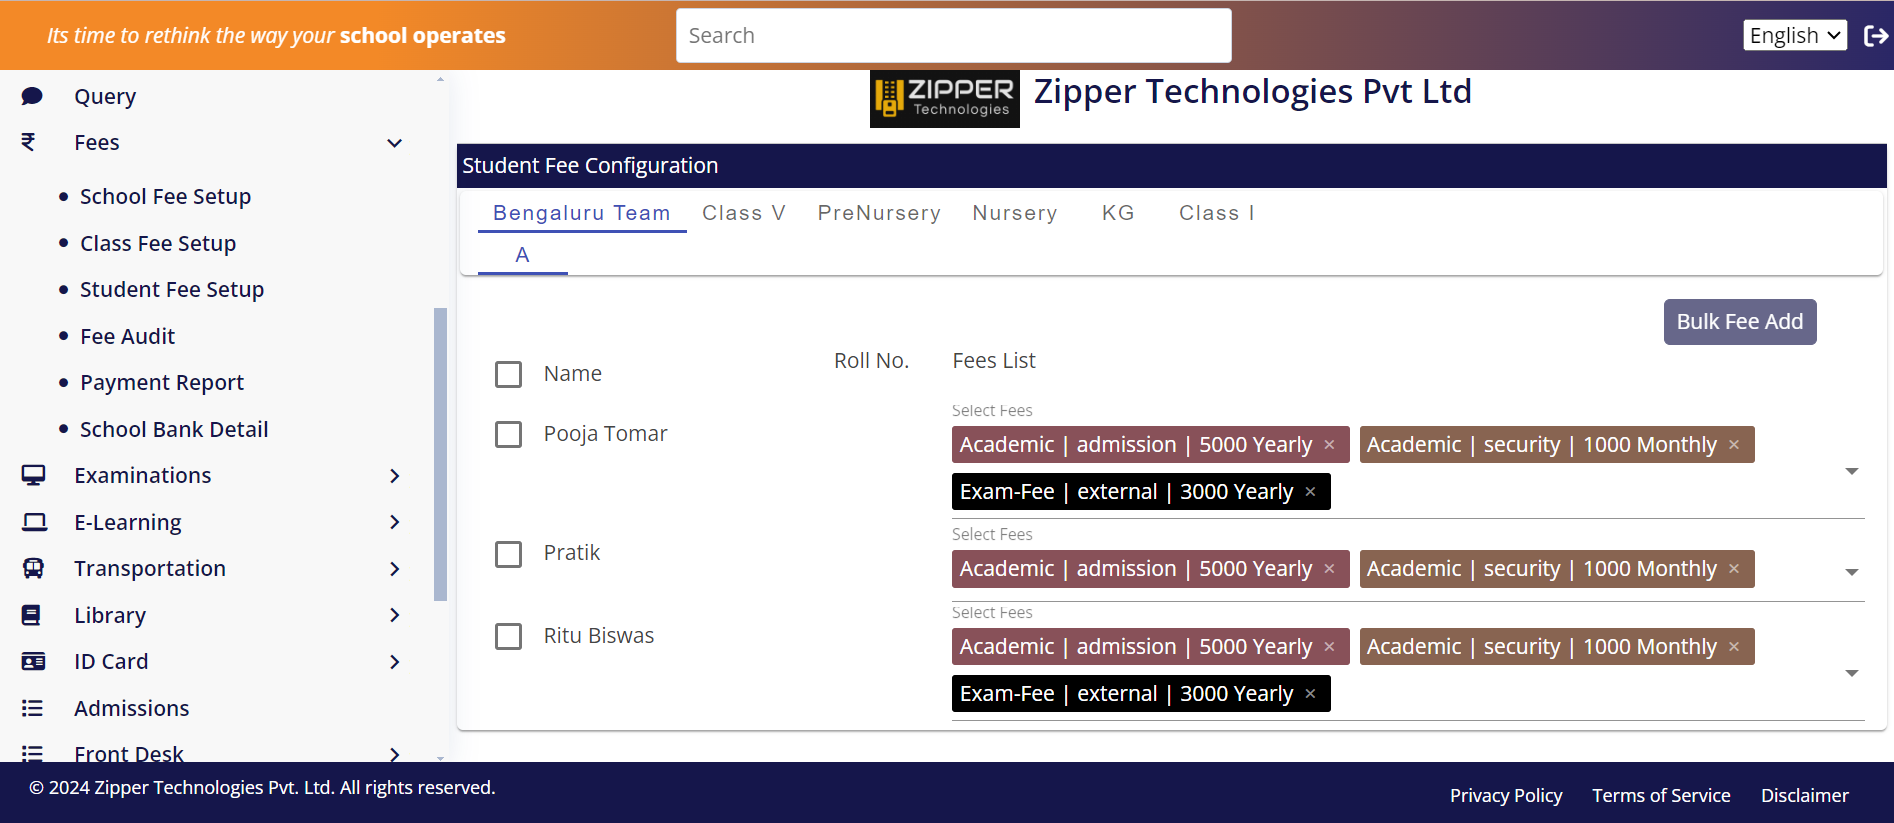 Its time to rethink the way your school operates
Search
English
ZIPPER
Technologies
Zipper Technologies Pvt Ltd
Query
Fees
School Fee Setup
Class Fee Setup
Student Fee Setup
Fee Audit
Payment Report
School Bank Detail
Examinations
E-Learning
Transportation
Library
ID Card
Admissions
Front Desk
Student Fee Configuration
Bengaluru Team Class V PreNursery Nursery KG Class I
A
Bulk Fee Add
Name Roll No. Fees List
Select Fees
Pooja Tomar
Academic | admission | 5000 Yearly × Academic | security | 1000 Monthly ×
Exam-Fee | external | 3000 Yearly ×
Select Fees
Pratik
Academic | admission | 5000 Yearly × Academic | security | 1000 Monthly ×
Select Fees
Ritu Biswas
Academic | admission | 5000 Yearly × Academic | security | 1000 Monthly ×
Exam-Fee | external | 3000 Yearly ×
© 2024 Zipper Technologies Pvt. Ltd. All rights reserved.
Privacy Policy Terms of Service Disclaimer